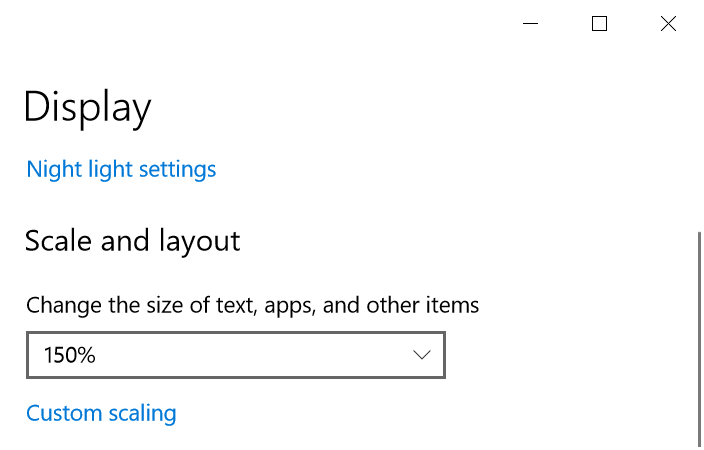 Display
Night light settings
Scale and layout
Change the size of text, apps, and other items
150%
Custom scaling